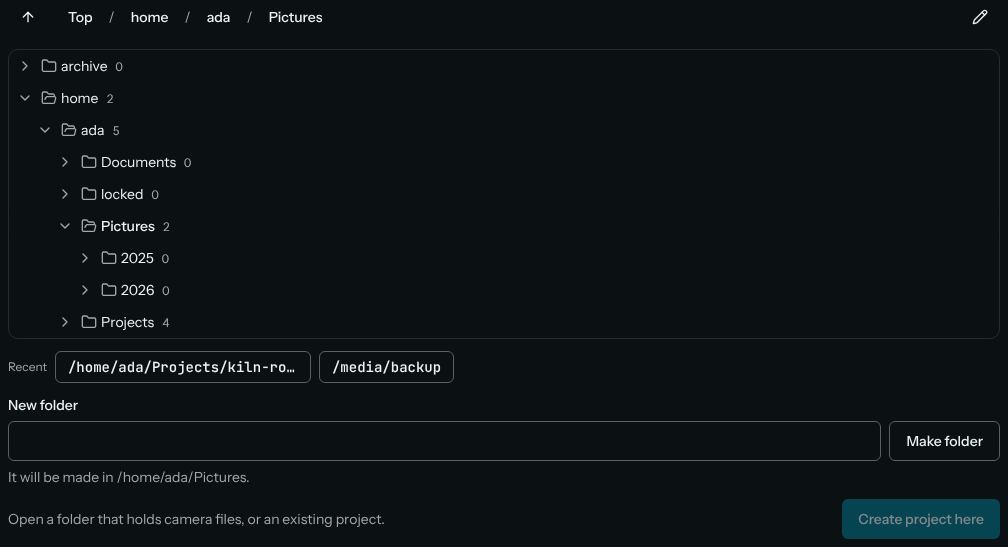 Top / home / ada / Pictures
archive 0
home 2
ada 5
Documents 0
locked 0
Pictures 2
2025 0
2026 0
Projects 4
Recent /home/ada/Projects/kiln-ro… /media/backup
New folder
Make folder
It will be made in /home/ada/Pictures.
Open a folder that holds camera files, or an existing project. Create project here